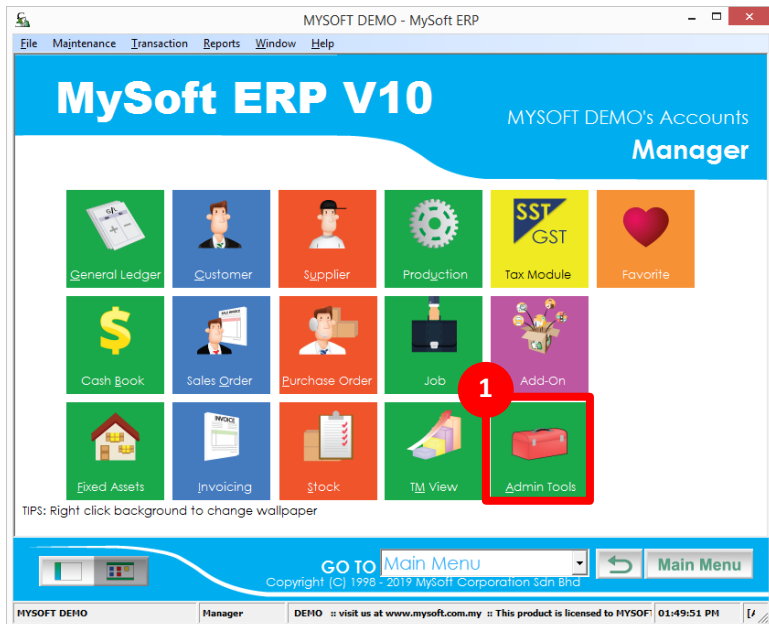 MYSOFT DEMO - MySoft ERP
File Maintenance Transaction Reports Window Help
MySoft ERP V10
MYSOFT DEMO's Accounts
Manager
G/L
SST
GST
General Ledger Customer Supplier Production Tax Module Favorite
Cash Book Sales Order Purchase Order Job Add-On
1
INVOICE
Fixed Assets Invoicing Stock TM View Admin Tools
TIPS: Right click background to change wallpaper
GO TO Main Menu Main Menu
Copyright (C) 1998 - 2019 MySoft Corporation Sdn Bhd
MYSOFT DEMO Manager DEMO :: visit us at www.mysoft.com.my :: This product is licensed to MYSOF 01:49:51 PM